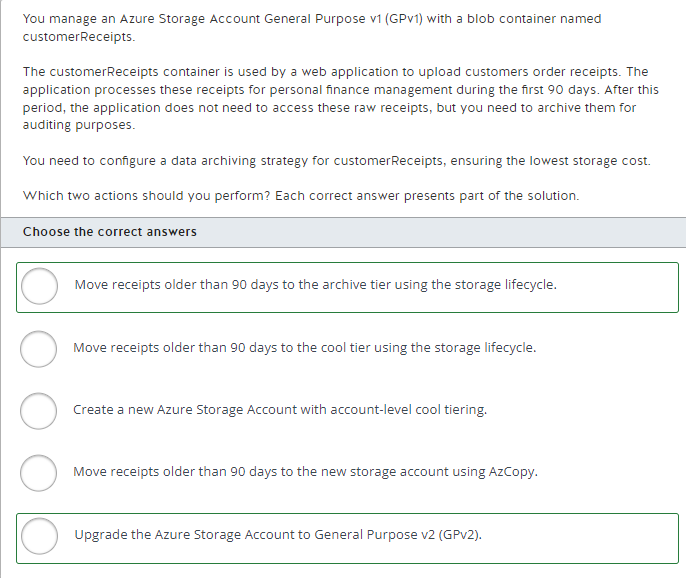 You manage an Azure Storage Account General Purpose v1 (GPv1) with a blob container named
customerReceipts.
The customerReceipts container is used by a web application to upload customers order receipts. The
application processes these receipts for personal finance management during the first 90 days. After this
period, the application does not need to access these raw receipts, but you need to archive them for
auditing purposes.
You need to configure a data archiving strategy for customerReceipts, ensuring the lowest storage cost.
Which two actions should you perform? Each correct answer presents part of the solution.
Choose the correct answers
Move receipts older than 90 days to the archive tier using the storage lifecycle.
Move receipts older than 90 days to the cool tier using the storage lifecycle.
Create a new Azure Storage Account with account-level cool tiering.
Move receipts older than 90 days to the new storage account using AzCopy.
Upgrade the Azure Storage Account to General Purpose v2 (GPv2).